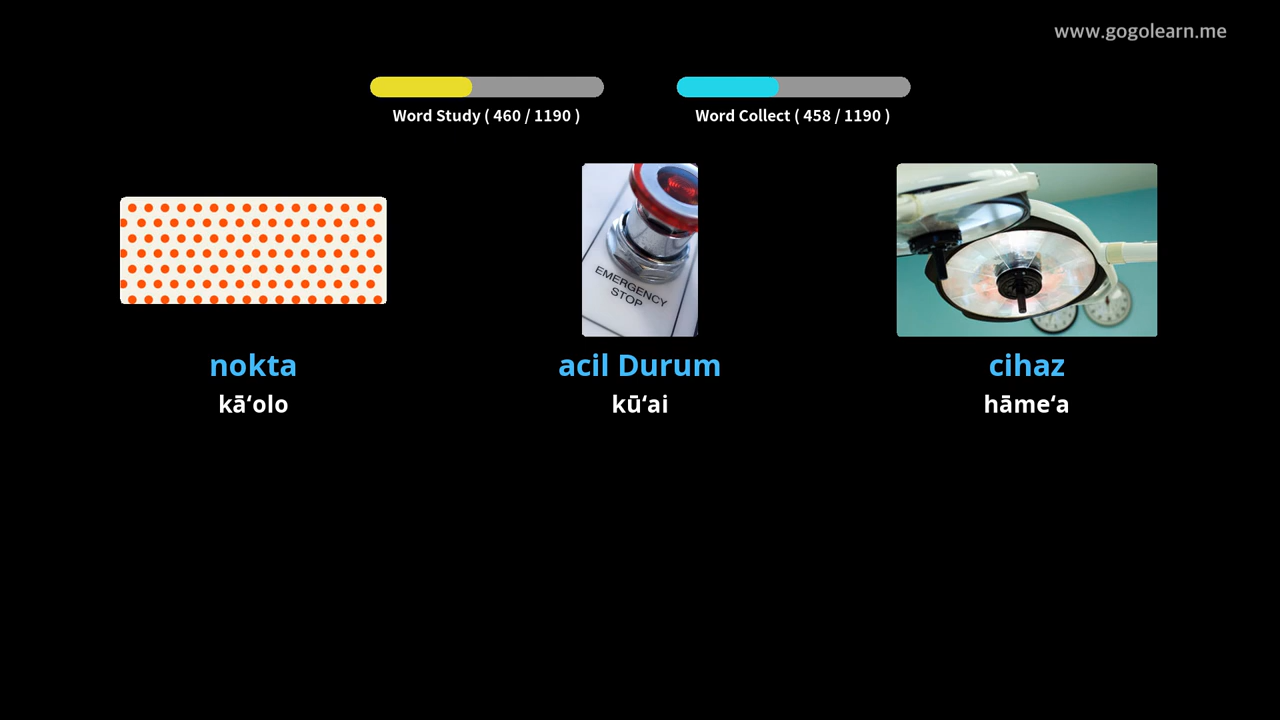 www.gogolearn.me
Word Study ( 460 / 1190 )
Word Collect ( 458 / 1190 )
EMERGENCY
STOP
nokta
acil Durum
cihaz
kāʻolo
kūʻai
hāmeʻa